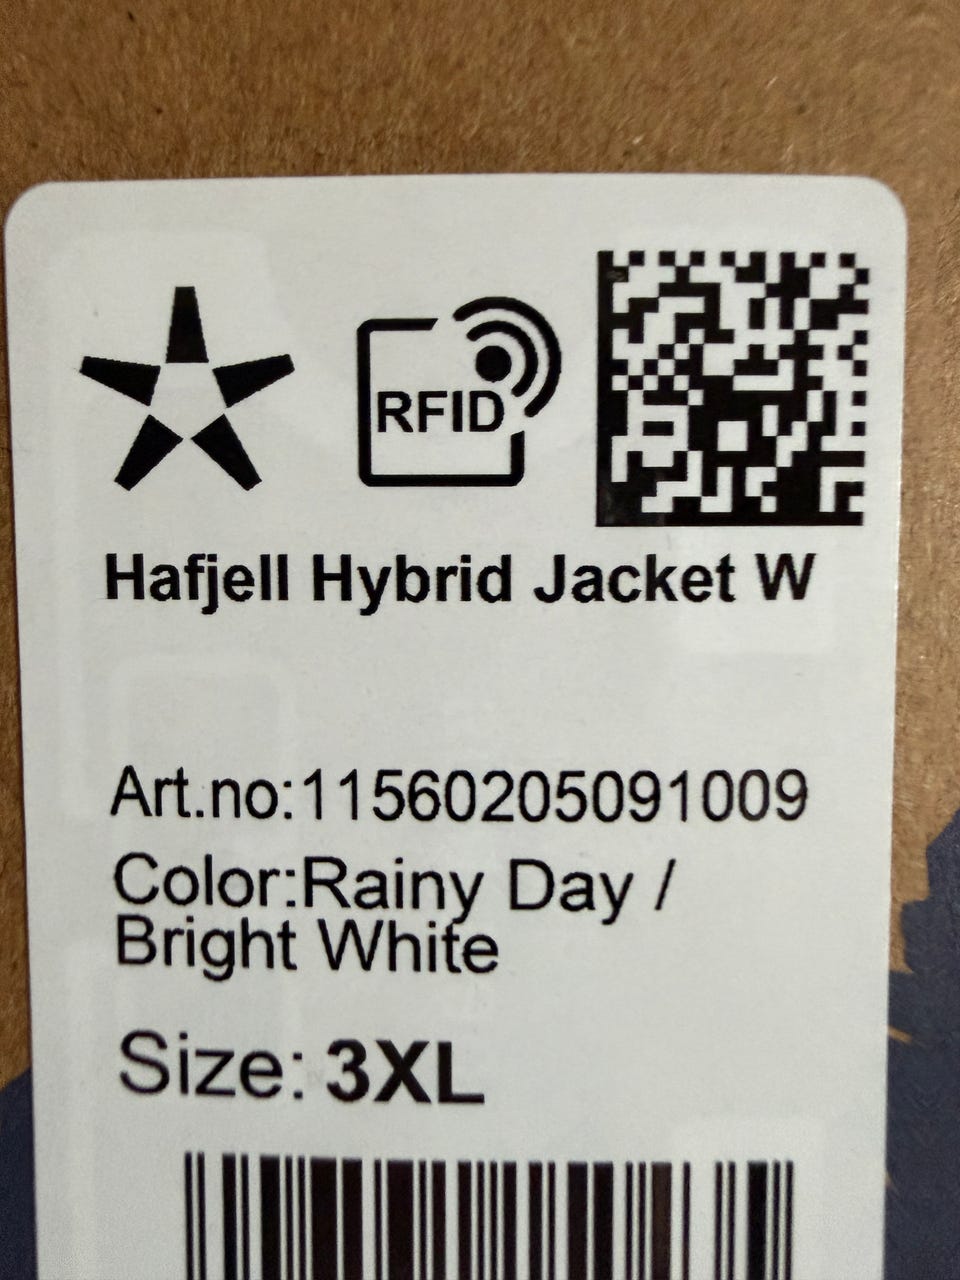 RFID
Hafjell Hybrid Jacket W
Art.no:11560205091009
Color:Rainy Day /
Bright White
Size: 3XL